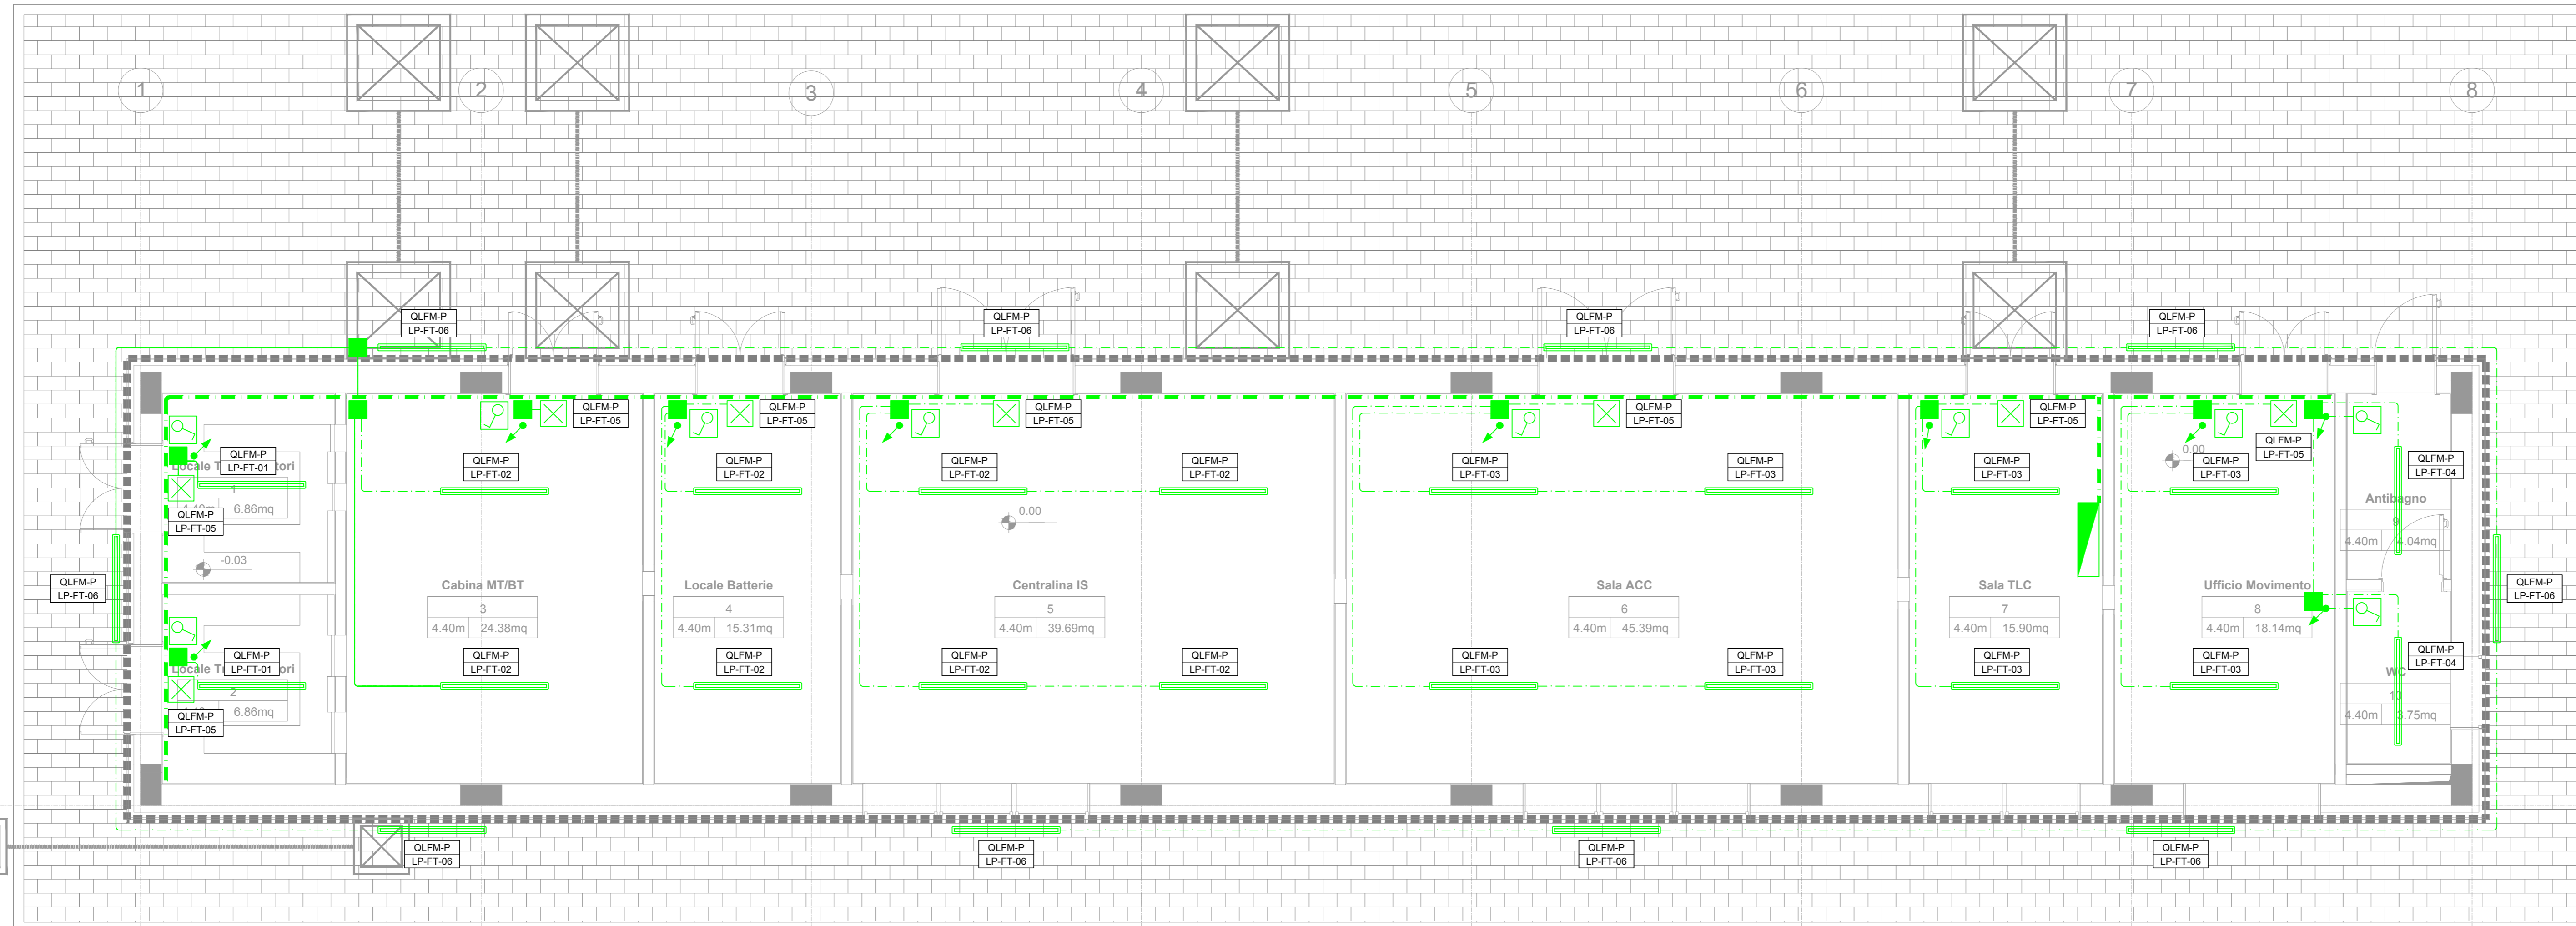 1
2
3
4
5
6
7
8
QLFM-P
LP-FT-06
QLFM-P
LP-FT-06
QLFM-P
LP-FT-06
QLFM-P
LP-FT-06
QLFM-P
LP-FT-05
QLFM-P
LP-FT-05
QLFM-P
LP-FT-05
QLFM-P
LP-FT-05
QLFM-P
LP-FT-05
QLFM-P
LP-FT-05
QLFM-P
LP-FT-01
Locale
1
6.86mq
QLFM-P
LP-FT-05
-0.03
QLFM-P
LP-FT-02
QLFM-P
LP-FT-02
QLFM-P
LP-FT-02
QLFM-P
LP-FT-02
QLFM-P
LP-FT-03
QLFM-P
LP-FT-03
QLFM-P
LP-FT-03
0.00
QLFM-P
LP-FT-03
QLFM-P
LP-FT-04
0.00
Antibagno
9
4.40m 4.04mq
QLFM-P
LP-FT-06
Cabina MT/BT
3
4.40m 24.38mq
Locale Batterie
4
4.40m 15.31mq
Centralina IS
5
4.40m 39.69mq
Sala ACC
6
4.40m 45.39mq
Sala TLC
7
4.40m 15.90mq
Ufficio Movimento
8
4.40m 18.14mq
QLFM-P
LP-FT-06
QLFM-P
LP-FT-01
Locale
2
6.86mq
QLFM-P
LP-FT-05
QLFM-P
LP-FT-02
QLFM-P
LP-FT-02
QLFM-P
LP-FT-02
QLFM-P
LP-FT-02
QLFM-P
LP-FT-03
QLFM-P
LP-FT-03
QLFM-P
LP-FT-03
QLFM-P
LP-FT-03
QLFM-P
LP-FT-04
WC
10
4.40m 3.75mq
QLFM-P
LP-FT-06
QLFM-P
LP-FT-06
QLFM-P
LP-FT-06
QLFM-P
LP-FT-06